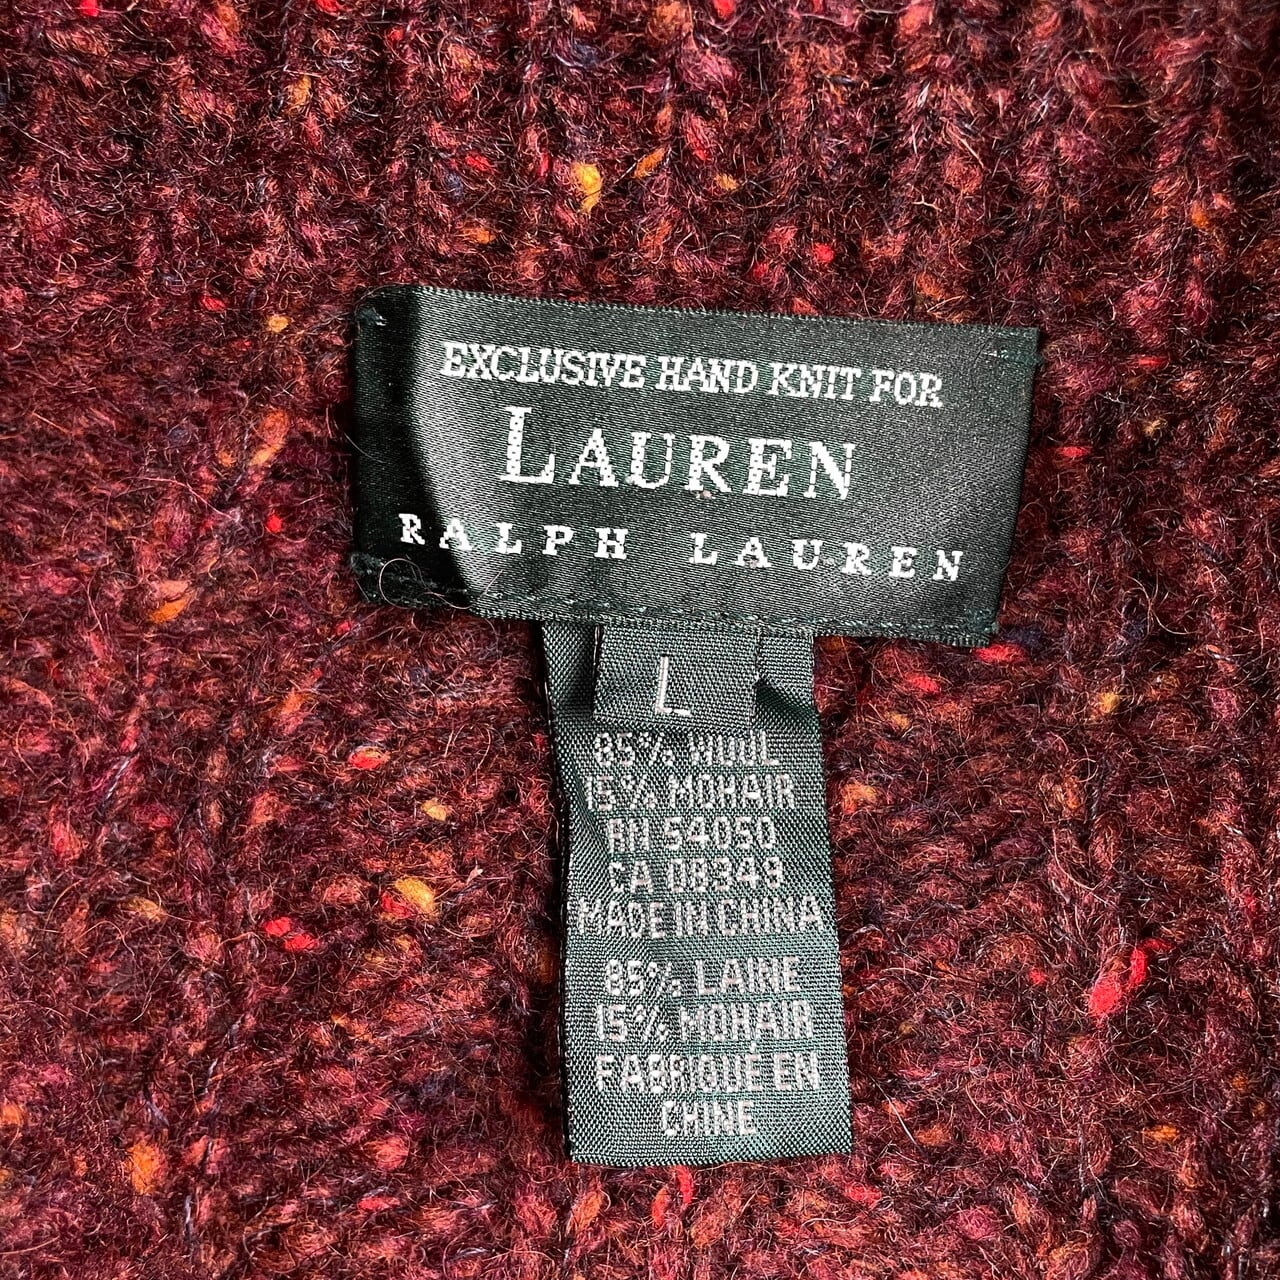 EXCLUSIVE HAND KNIT FOR
LAUREN
RALPH LAUREN
L
85% WOOL
15% MOHAIR
RN 54050
CA 08349
MADE IN CHINA
85% LAINE
15% MOHAIR
FABRIQUÉ EN
CHINE